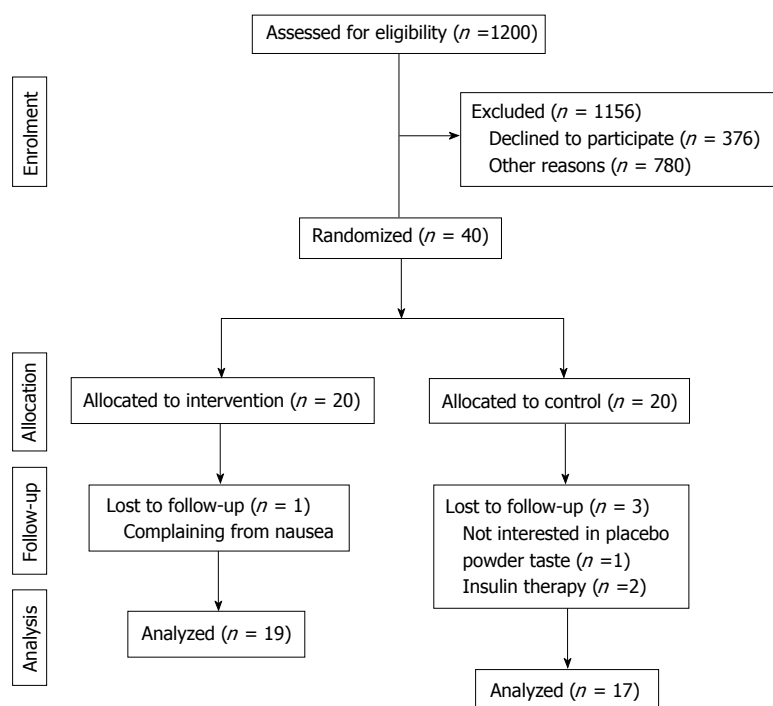 Assessed for eligibility (n =1200)
Enrolment
Excluded (n = 1156)
Declined to participate (n = 376)
Other reasons (n = 780)
Randomized (n = 40)
Allocation
Allocated to intervention (n = 20)
Allocated to control (n = 20)
Follow-up
Lost to follow-up (n = 1)
Complaining from nausea
Lost to follow-up (n = 3)
Not interested in placebo
powder taste (n =1)
Insulin therapy (n =2)
Analysis
Analyzed (n = 19)
Analyzed (n = 17)